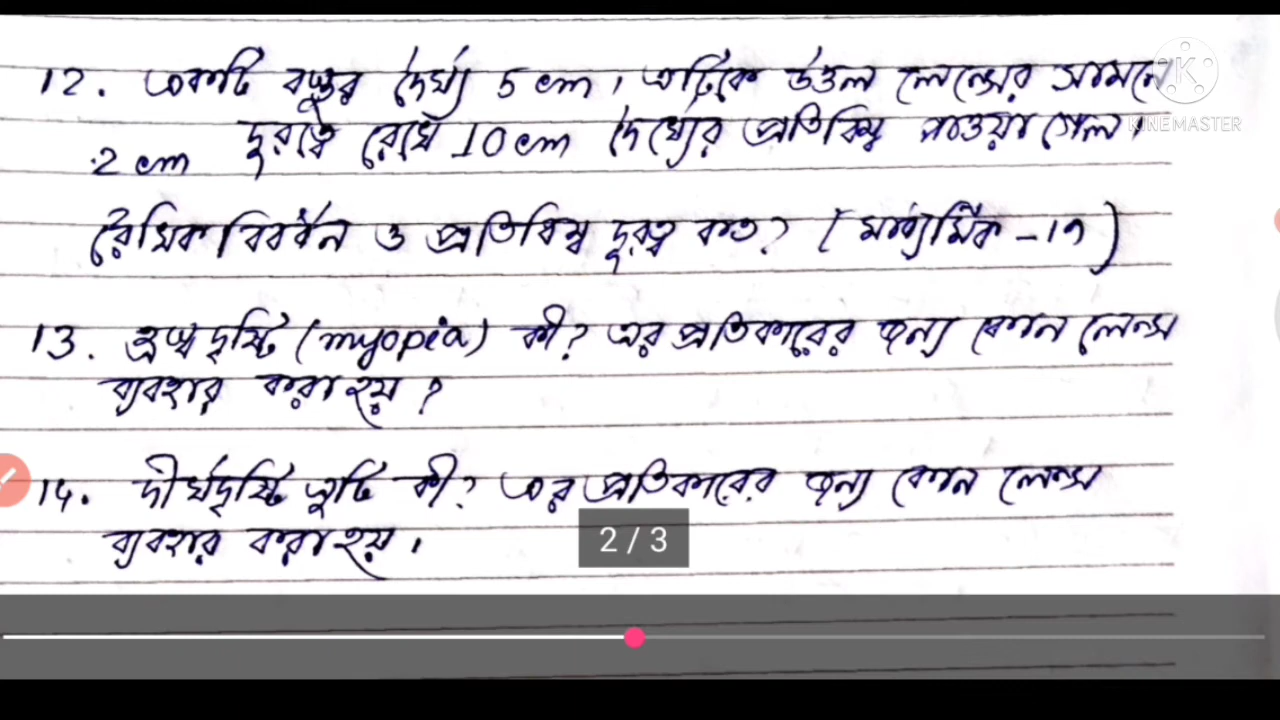 12. একটি বস্তুর দৈর্ঘ্য 5 cm, এটিকে উত্তল লেন্সের সামনে
2 cm দূরত্বে রেখে 10 cm দৈর্ঘ্যের প্রতিবিম্ব পাওয়া গেল।
রৈখিক বিবর্ধন ও প্রতিবিম্ব দূরত্ব কত? (মাধ্যমিক -19)
13. হ্রস্বদৃষ্টি (myopia) কী? এর প্রতিকারের জন্য কোন লেন্স
ব্যবহার করা হয়?
14. দীর্ঘদৃষ্টি ত্রুটি কী? এর প্রতিকারের জন্য কোন লেন্স
ব্যবহার করা হয়।
2 / 3
KINEMASTER